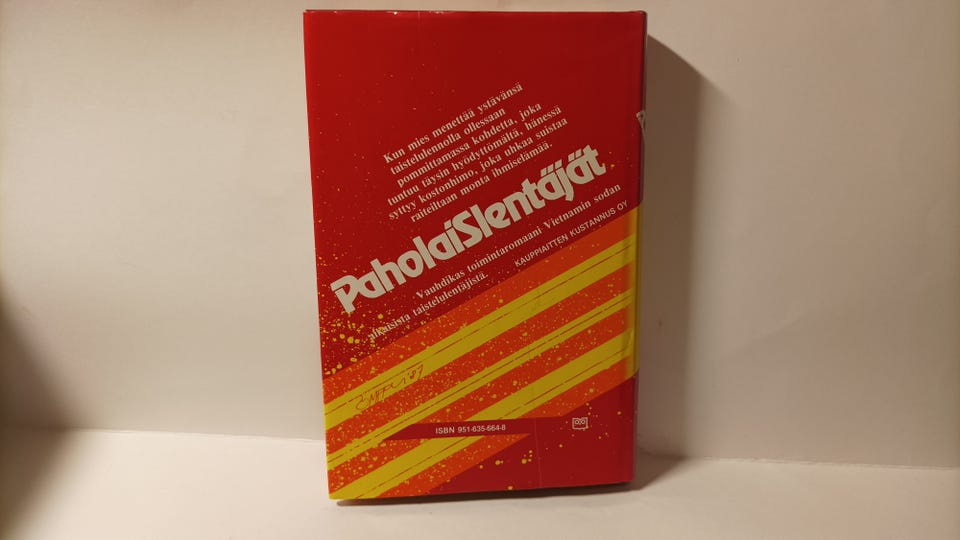 Kun mies menettää ystävänsä
taistelulennolla ollessaan
pommittamassa kohdetta, joka
tuntuu täysin hyödyttömältä, hänessä
syttyy kostonhimo, joka uhkaa suistaa
raiteiltaan monta ihmiselämää.
PaholaiSlentäjät
Vauhdikas toimintaromaani Vietnamin sodan
aikaisista taistelulentäjistä.
KAUPPIAITTEN KUSTANNUS OY
ISBN 951-635-664-8